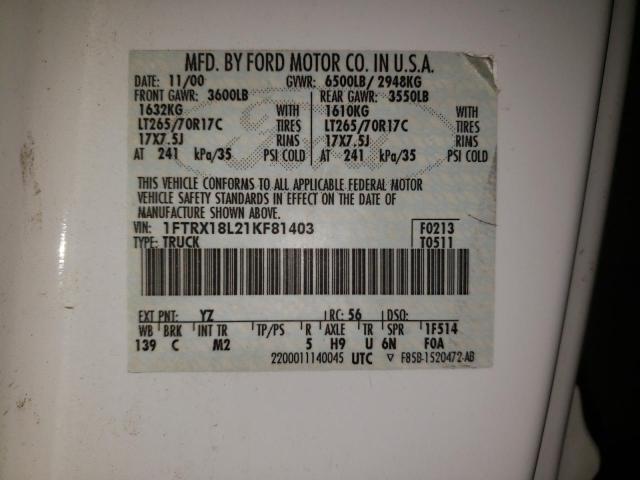 MFD. BY FORD MOTOR CO. IN U.S.A.
DATE: 11/00 GVWR: 6500LB/ 2948KG
FRONT GAWR: 3600LB REAR GAWR: 3550LB
1632KG WITH 1610KG WITH
LT265/70R17C TIRES LT265/70R17C TIRES
17X7.5J RIMS 17X7.5J RIMS
AT 241 kPa/35 PSI COLD AT 241 kPa/35 PSI COLD
THIS VEHICLE CONFORMS TO ALL APPLICABLE FEDERAL MOTOR
VEHICLE SAFETY STANDARDS IN EFFECT ON THE DATE OF
MANUFACTURE SHOWN ABOVE.
VIN: 1FTRX18L21KF81403 F0213
TYPE: TRUCK T0511
EXT PNT: YZ RC: 56 DSO:
WB BRK INT TR TP/PS R AXLE TR SPR 1F514
139 C M2 5 H9 U 6N F0A
2200011140045 UTC ▽ F85B-1520472-AB